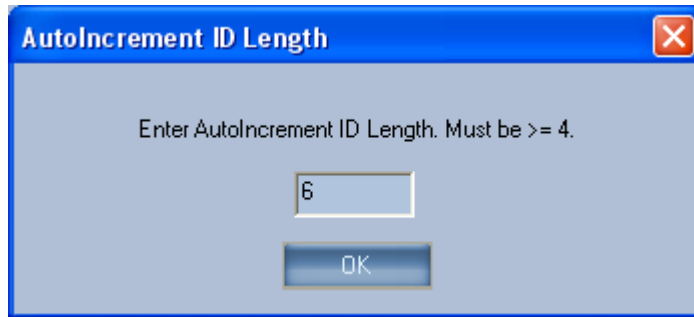 AutoIncrement ID Length
Enter AutoIncrement ID Length. Must be >= 4.
6
OK